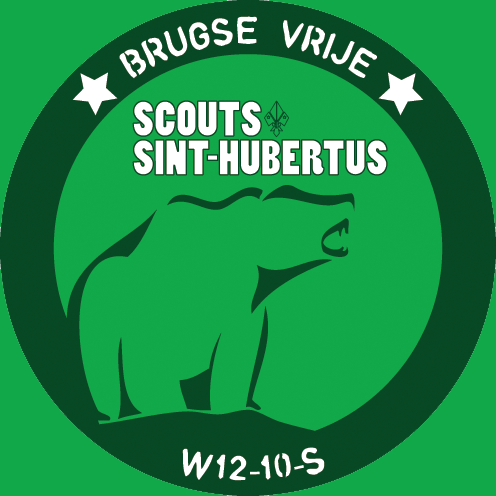 BRUGSE VRIJE
SCOUTS
SINT-HUBERTUS
W12-10-S